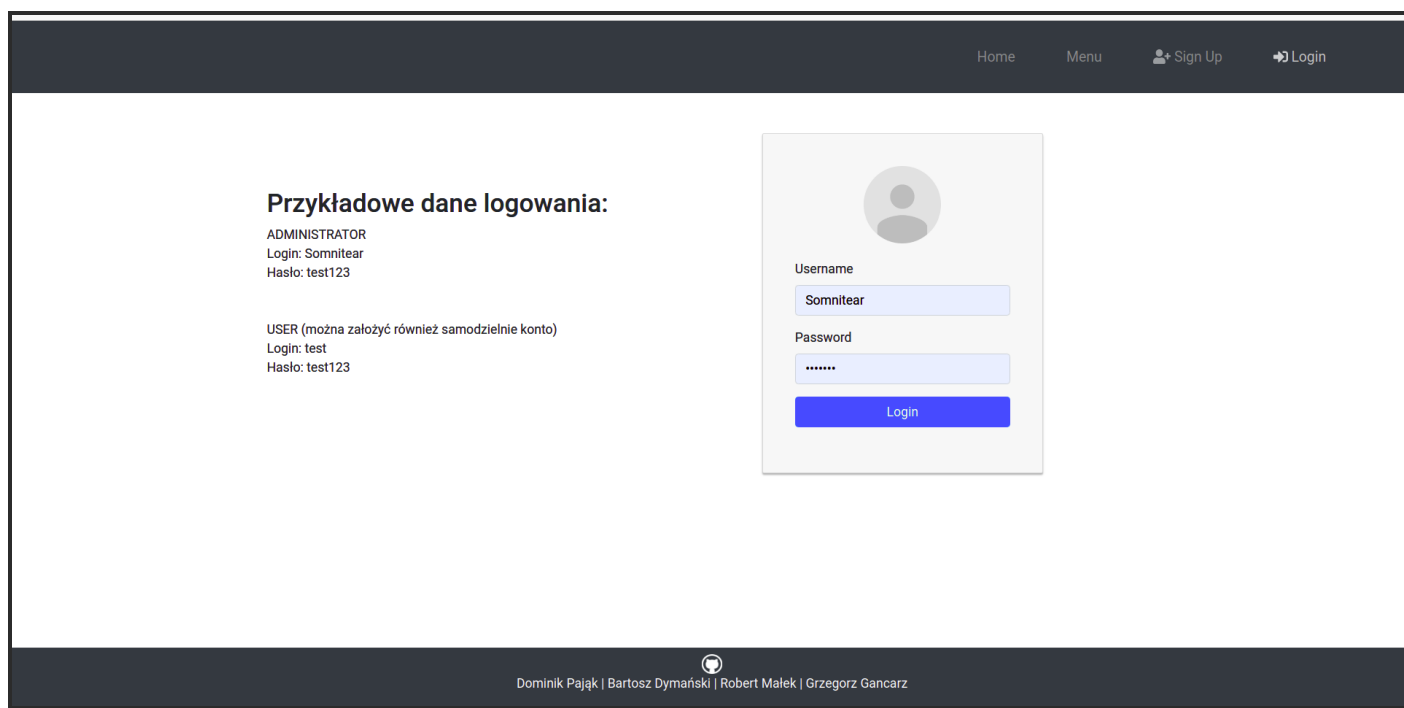 Home Menu Sign Up Login
Przykładowe dane logowania:
ADMINISTRATOR
Login: Somnitear
Hasło: test123
USER (można założyć również samodzielnie konto)
Login: test
Hasło: test123
Username
Somnitear
Password
•••••••
Login
Dominik Pająk | Bartosz Dymański | Robert Małek | Grzegorz Gancarz